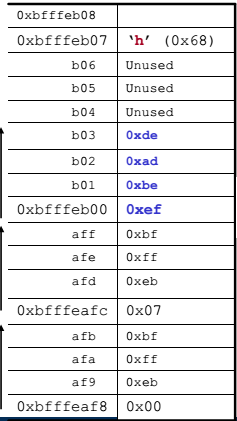 0xbfffeb08
0xbfffeb07 ‘h’ (0x68)
b06 Unused
b05 Unused
b04 Unused
b03 0xde
b02 0xad
b01 0xbe
0xbfffeb00 0xef
aff 0xbf
afe 0xff
afd 0xeb
0xbfffeafc 0x07
afb 0xbf
afa 0xff
af9 0xeb
0xbfffeaf8 0x00